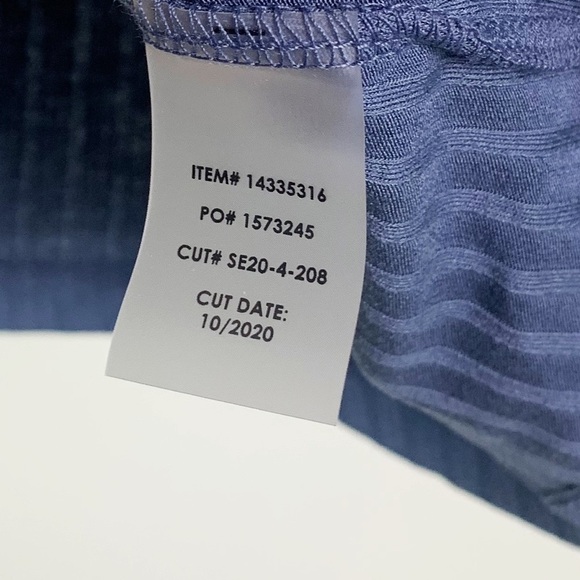 ITEM# 14335316
PO# 1573245
CUT# SE20-4-208
CUT DATE:
10/2020